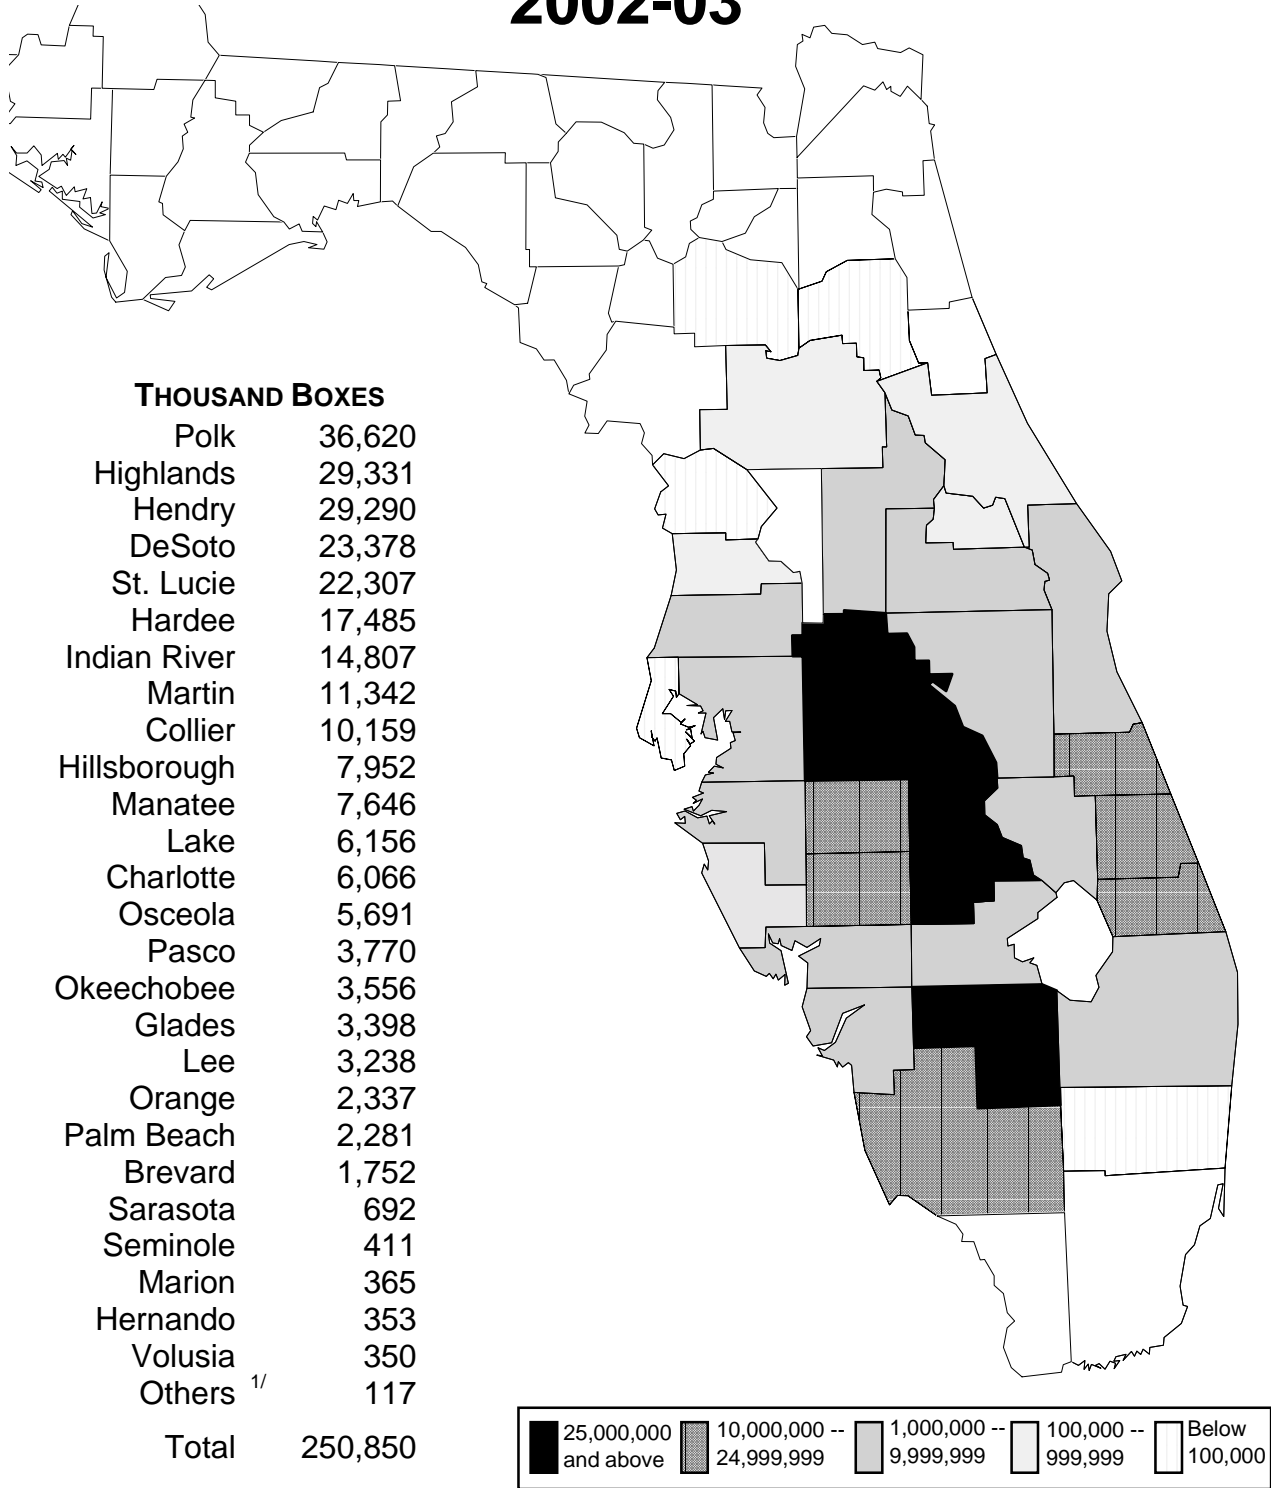 2002-03
THOUSAND BOXES
Polk 36,620
Highlands 29,331
Hendry 29,290
DeSoto 23,378
St. Lucie 22,307
Hardee 17,485
Indian River 14,807
Martin 11,342
Collier 10,159
Hillsborough 7,952
Manatee 7,646
Lake 6,156
Charlotte 6,066
Osceola 5,691
Pasco 3,770
Okeechobee 3,556
Glades 3,398
Lee 3,238
Orange 2,337
Palm Beach 2,281
Brevard 1,752
Sarasota 692
Seminole 411
Marion 365
Hernando 353
Volusia 350
Others 1/ 117
Total 250,850
25,000,000
and above
10,000,000 --
24,999,999
1,000,000 --
9,999,999
100,000 --
999,999
Below
100,000